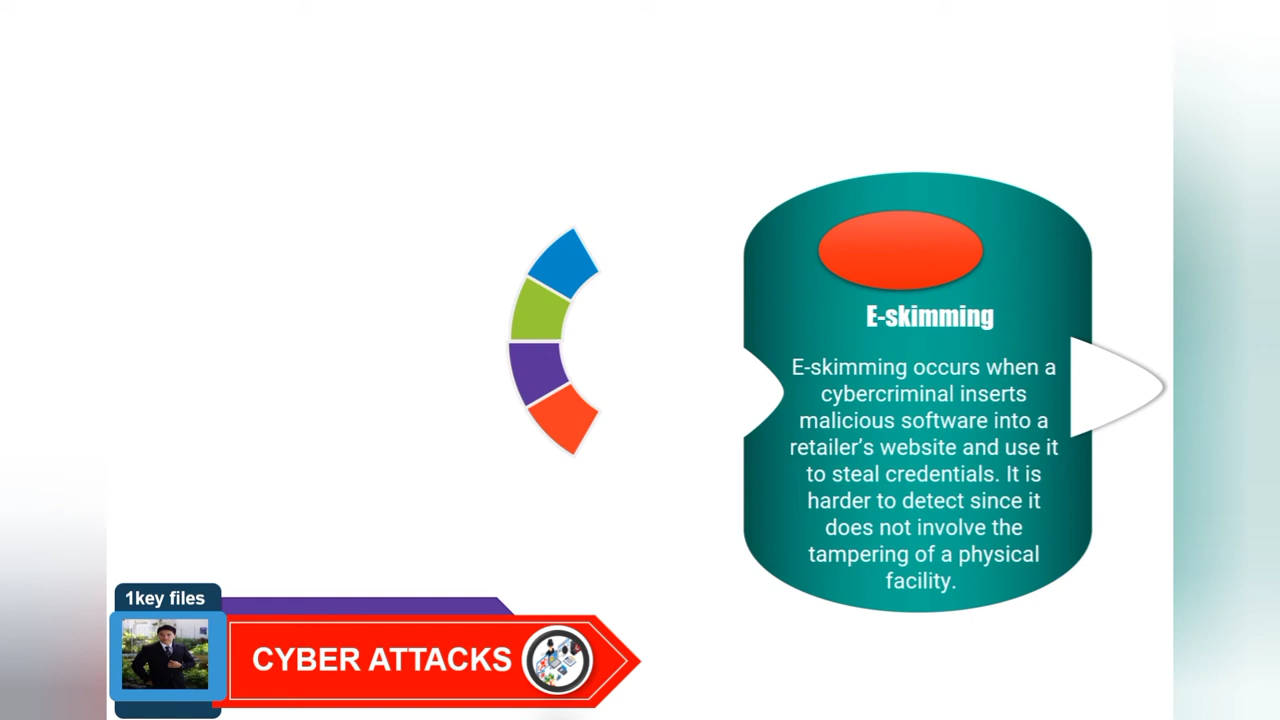 E-skimming
E-skimming occurs when a
cybercriminal inserts
malicious software into a
retailer's website and use it
to steal credentials. It is
harder to detect since it
does not involve the
tampering of a physical
facility.
1key files
CYBER ATTACKS